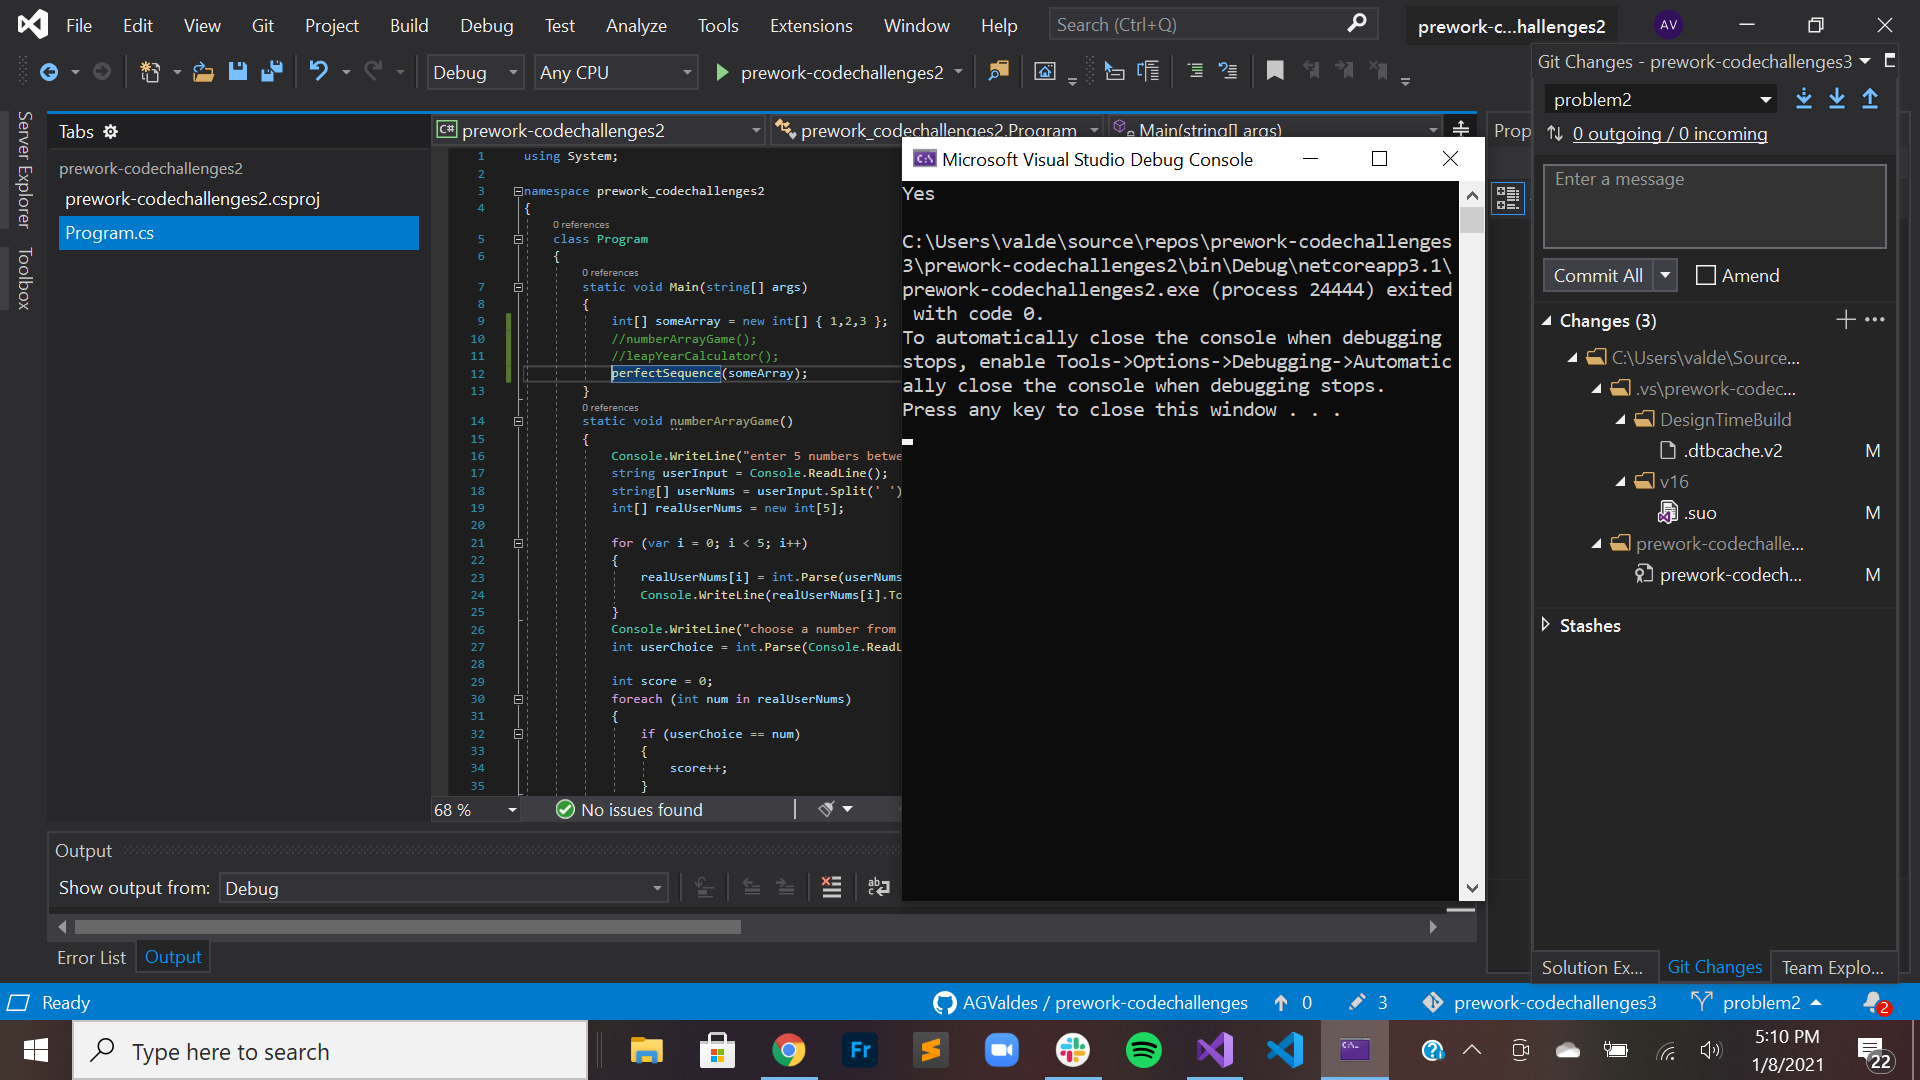 File Edit View Git Project Build Debug Test Analyze Tools Extensions Window Help Search (Ctrl+Q) prework-c...hallenges2 AV
Debug Any CPU prework-codechallenges2
Git Changes - prework-codechallenges3
problem2
0 outgoing / 0 incoming
Enter a message
Commit All Amend
Changes (3)
C:\Users\valde\Source...
.vs\prework-codec...
DesignTimeBuild
.dtbcache.v2 M
v16
.suo M
prework-codechalle...
prework-codech... M
Stashes
Solution Ex... Git Changes Team Explo...
Server Explorer
Toolbox
Tabs
prework-codechallenges2
prework-codechallenges2.csproj
Program.cs
C# prework-codechallenges2 prework_codechallenges2.Program Main(string[] args)
Prop
1 using System;
2
3 namespace prework_codechallenges2
4 {
0 references
5 class Program
6 {
0 references
7 static void Main(string[] args)
8 {
9 int[] someArray = new int[] { 1,2,3 };
10 //numberArrayGame();
11 //leapYearCalculator();
12 perfectSequence(someArray);
13 }
0 references
14 static void numberArrayGame()
15 {
16 Console.WriteLine("enter 5 numbers betwe
17 string userInput = Console.ReadLine();
18 string[] userNums = userInput.Split(' ')
19 int[] realUserNums = new int[5];
20
21 for (var i = 0; i < 5; i++)
22 {
23 realUserNums[i] = int.Parse(userNums
24 Console.WriteLine(realUserNums[i].To
25 }
26 Console.WriteLine("choose a number from
27 int userChoice = int.Parse(Console.ReadL
28
29 int score = 0;
30 foreach (int num in realUserNums)
31 {
32 if (userChoice == num)
33 {
34 score++;
35 }
68 % No issues found
Microsoft Visual Studio Debug Console
Yes
C:\Users\valde\source\repos\prework-codechallenges
3\prework-codechallenges2\bin\Debug\netcoreapp3.1\
prework-codechallenges2.exe (process 24444) exited
with code 0.
To automatically close the console when debugging
stops, enable Tools->Options->Debugging->Automatic
ally close the console when debugging stops.
Press any key to close this window . . .
Output
Show output from: Debug
Error List Output
Ready AGValdes / prework-codechallenges 0 3 prework-codechallenges3 problem2 2
Type here to search
Fr
5:10 PM
1/8/2021
22